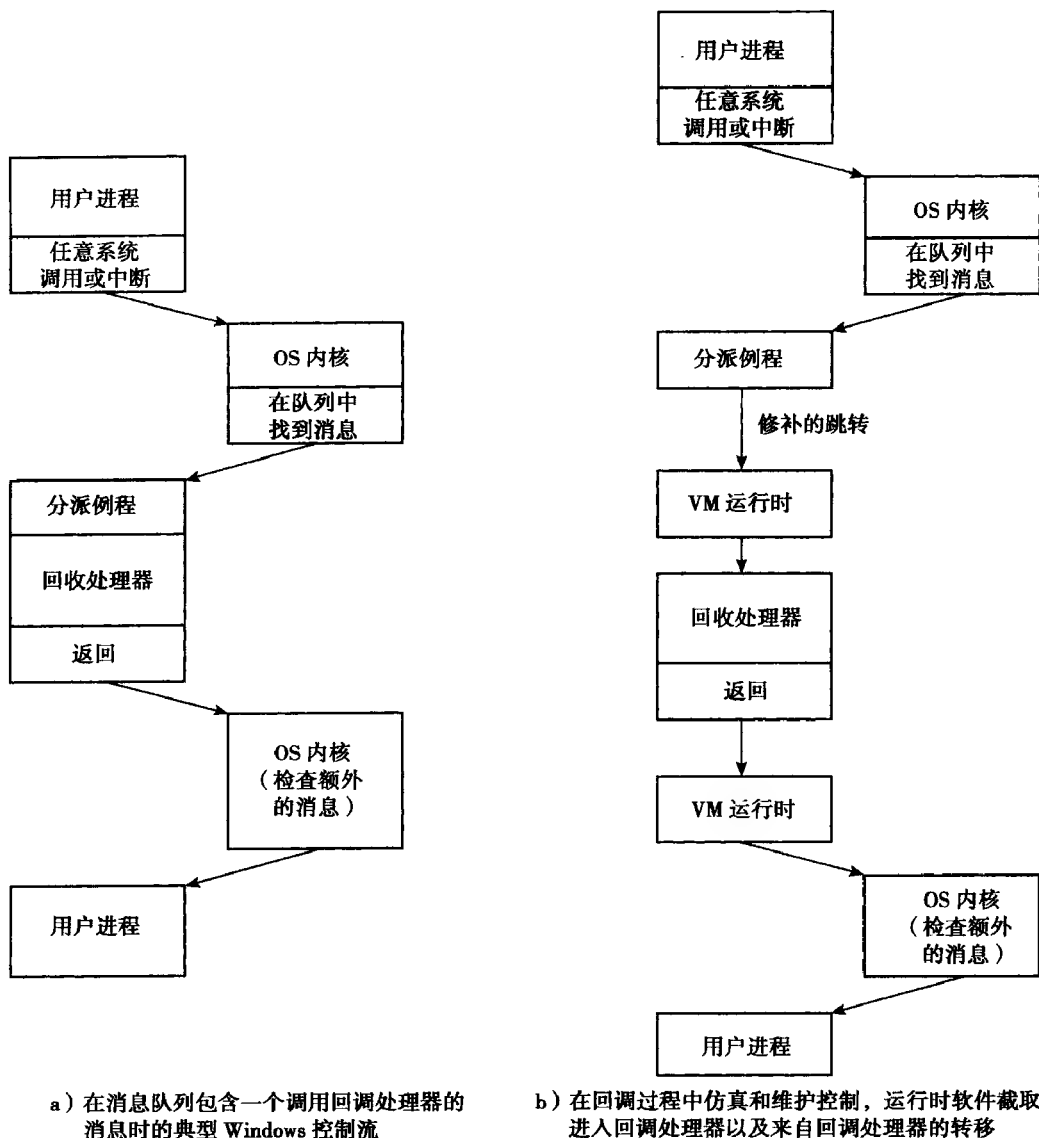 用户进程
任意系统
调用或中断
OS 内核
在队列中
找到消息
分派例程
回收处理器
返回
OS 内核
（检查额外
的消息）
用户进程
a）在消息队列包含一个调用回调处理器的
消息时的典型 Windows 控制流
用户进程
任意系统
调用或中断
OS 内核
在队列中
找到消息
分派例程
修补的跳转
VM 运行时
回收处理器
返回
VM 运行时
OS 内核
（检查额外
的消息）
用户进程
b）在回调过程中仿真和维护控制，运行时软件截取
进入回调处理器以及来自回调处理器的转移